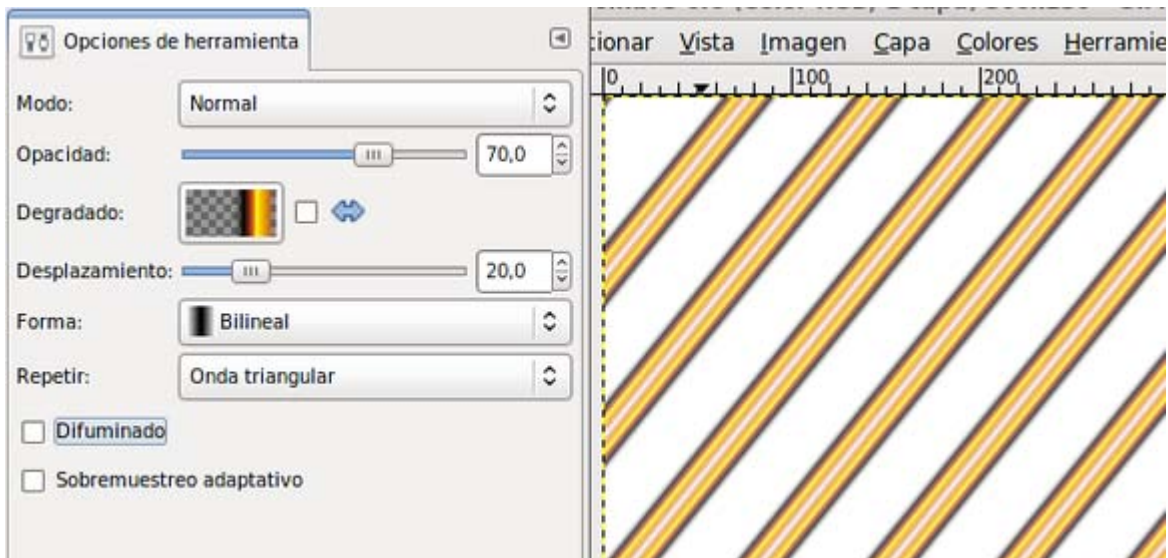 Opciones de herramienta
cionar Vista Imagen Capa Colores Herramie
0 100 200
Modo: Normal
Opacidad: 70,0
Degradado:
Desplazamiento: 20,0
Forma: Bilineal
Repetir: Onda triangular
Difuminado
Sobremuestreo adaptativo